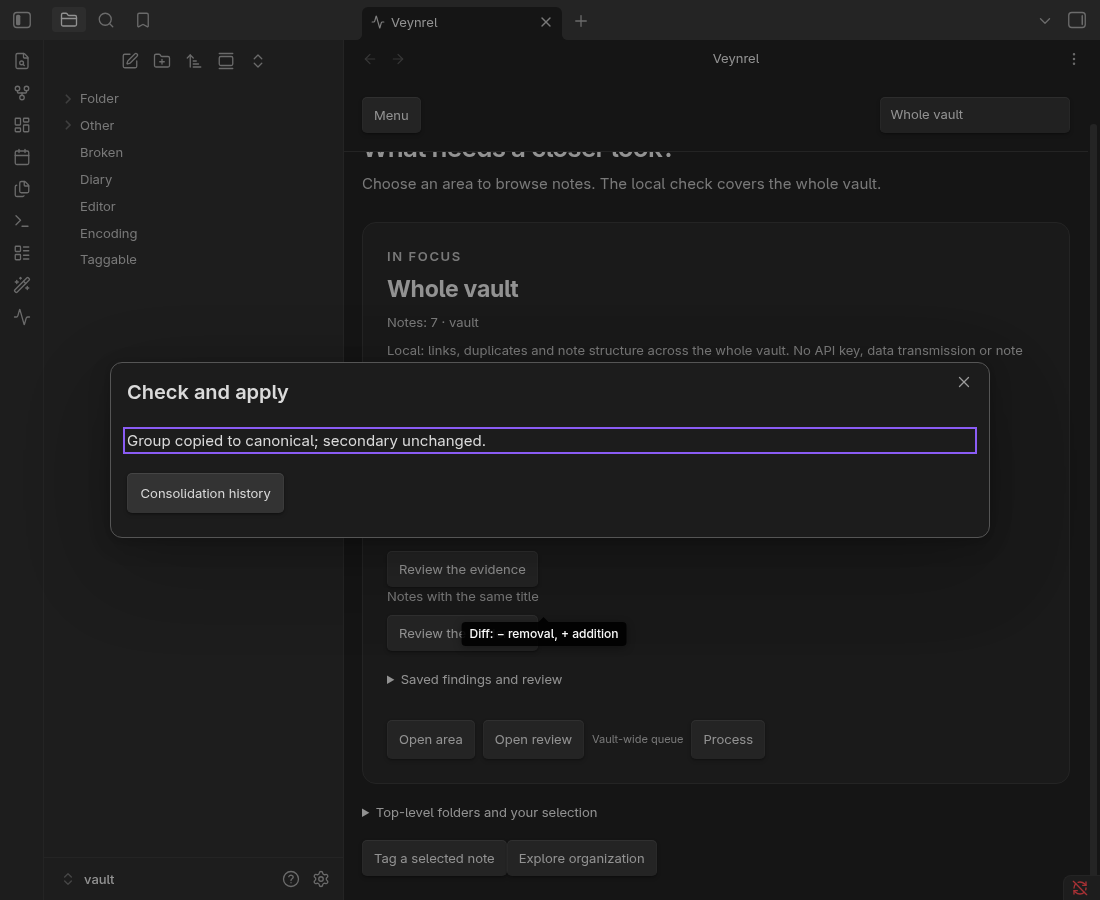 Veynrel
Veynrel
Folder
Other
Broken
Diary
Editor
Encoding
Taggable
Menu
Whole vault
What needs a closer look?
Choose an area to browse notes. The local check covers the whole vault.
IN FOCUS
Whole vault
Notes: 7 · vault
Local: links, duplicates and note structure across the whole vault. No API key, data transmission or note
Check and apply
Group copied to canonical; secondary unchanged.
Consolidation history
Review the evidence
Notes with the same title
Review the
Diff: − removal, + addition
Saved findings and review
Open area
Open review
Vault-wide queue
Process
Top-level folders and your selection
Tag a selected note
Explore organization
vault